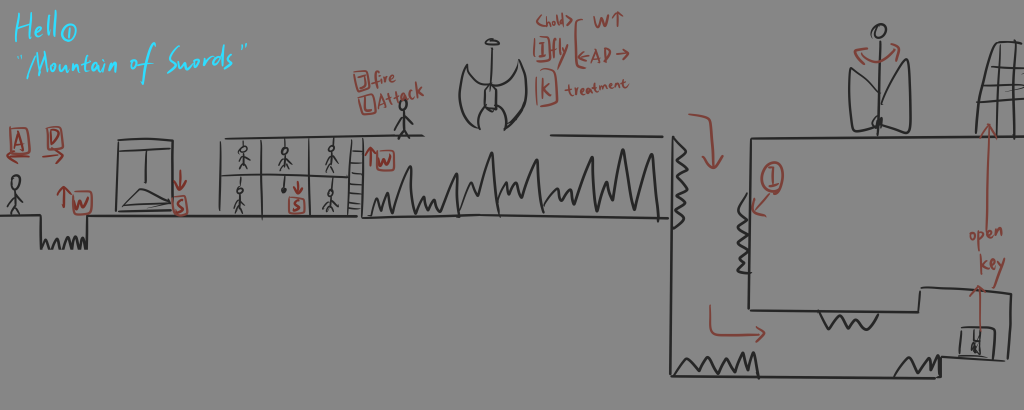 Hello
"Mountain of Swords"
A D
W
S
S
W
J fire
L Attack
<hold> W↑
I fly ←AD→
K treatment
I
open
key